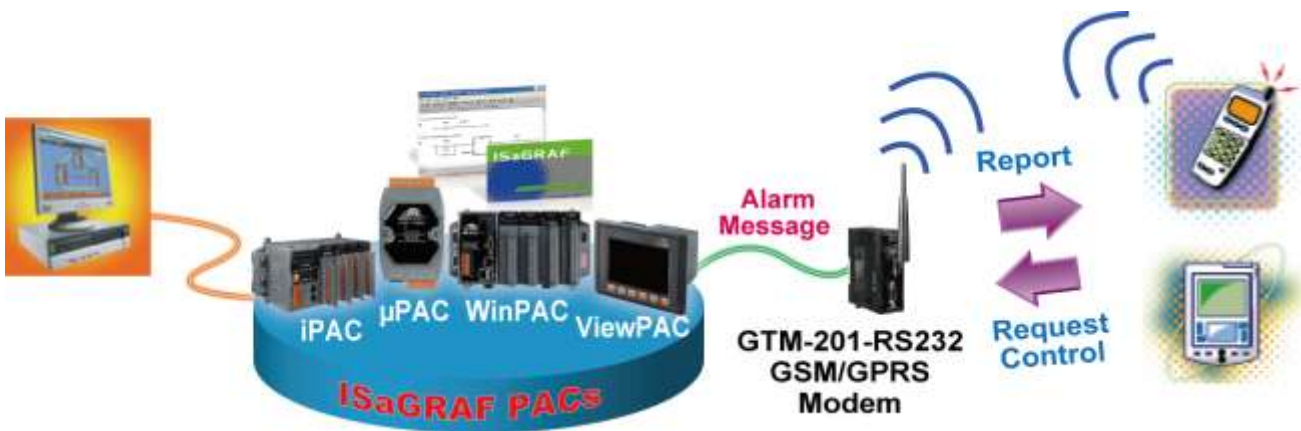 ISaGRAF
iPAC
µPAC
WinPAC
ViewPAC
ISaGRAF PACs
Alarm
Message
GTM-201-RS232
GSM/GPRS
Modem
Report
Request
Control